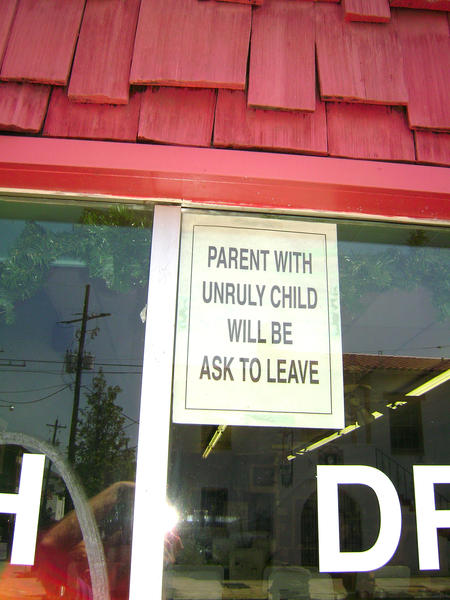 PARENT WITH
UNRULY CHILD
WILL BE
ASK TO LEAVE
H
DR